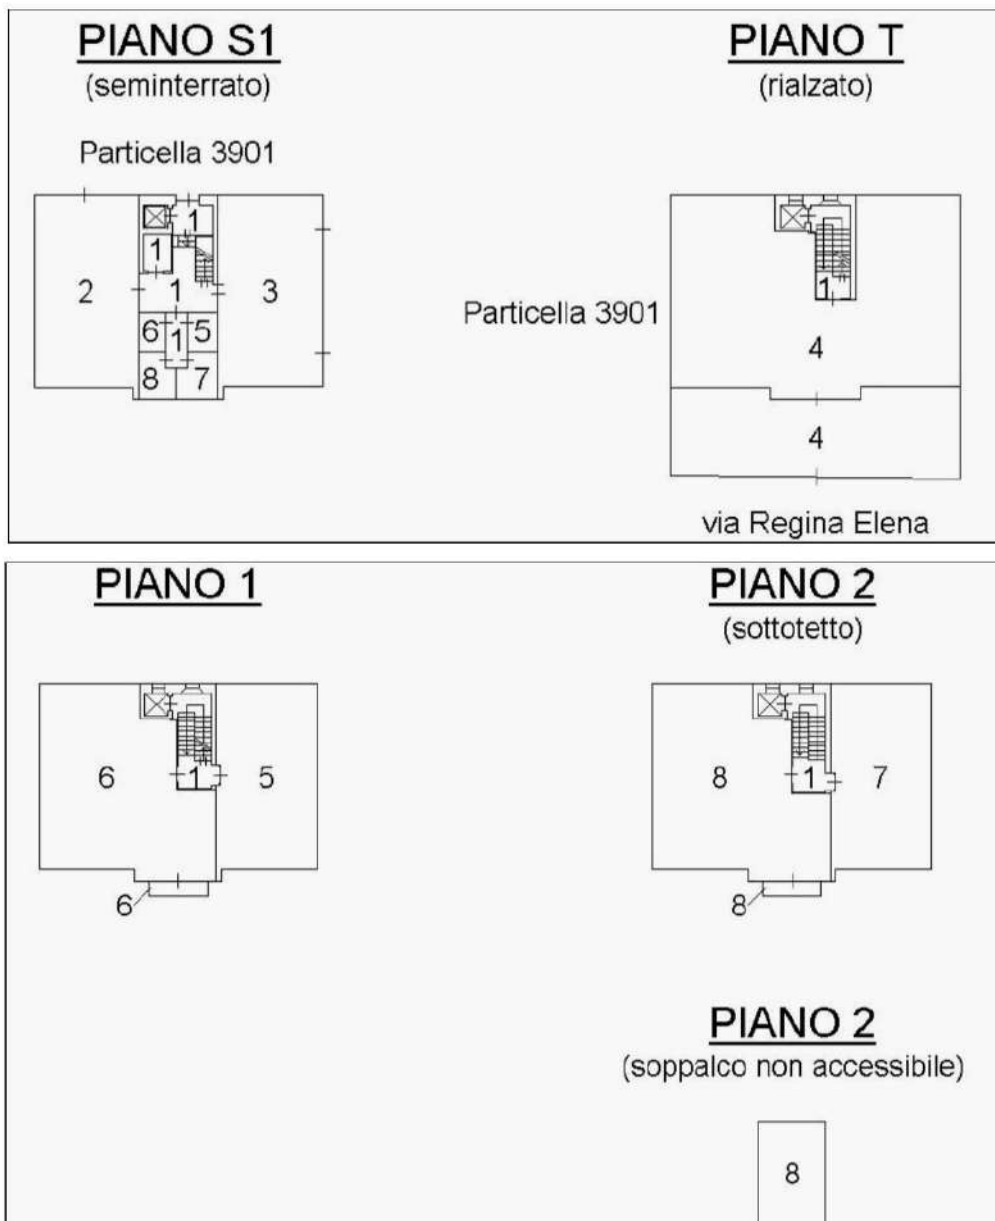 PIANO S1
(seminterrato)
Particella 3901
1
1
2
1
3
6
1
5
8
7
PIANO T
(rialzato)
1
Particella 3901
4
4
via Regina Elena
PIANO 1
6
1
5
6
PIANO 2
(sottotetto)
8
1
7
8
PIANO 2
(soppalco non accessibile)
8